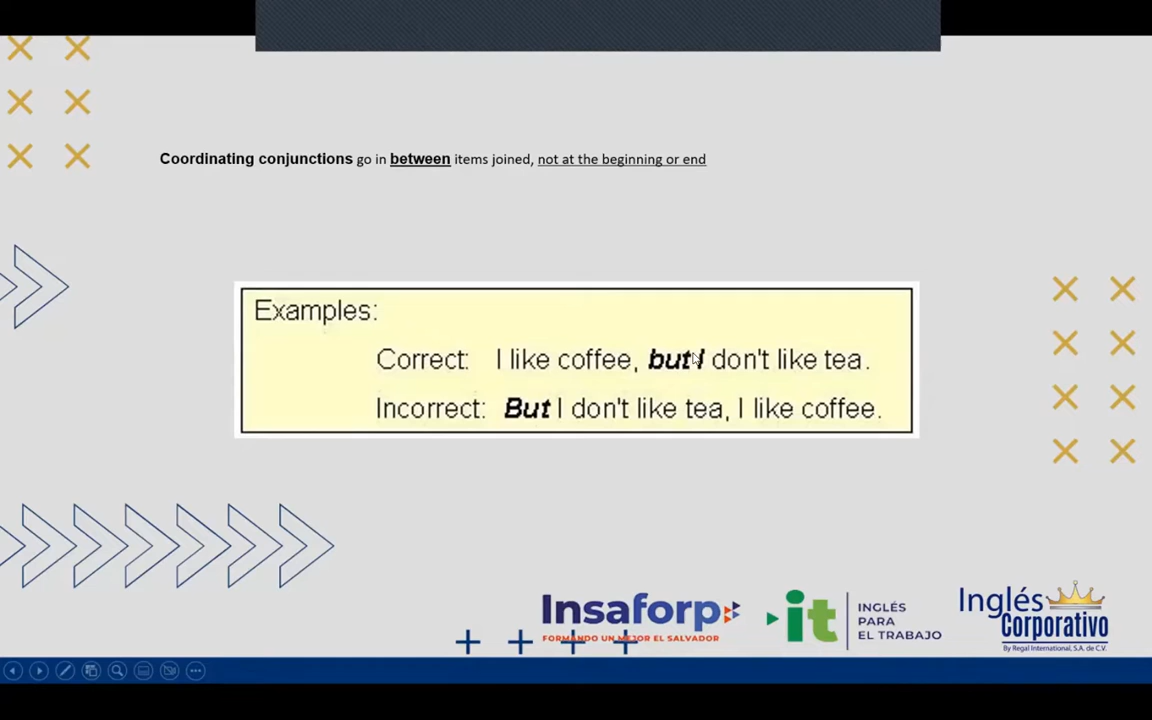 Coordinating conjunctions go in between items joined, not at the beginning or end
Examples:
Correct: I like coffee, but I don't like tea.
Incorrect: But I don't like tea, I like coffee.
Insaforp
FORMANDO UN MEJOR EL SALVADOR
it
INGLÉS
PARA
EL TRABAJO
Inglés
Corporativo
By Regal International, S.A. de C.V.